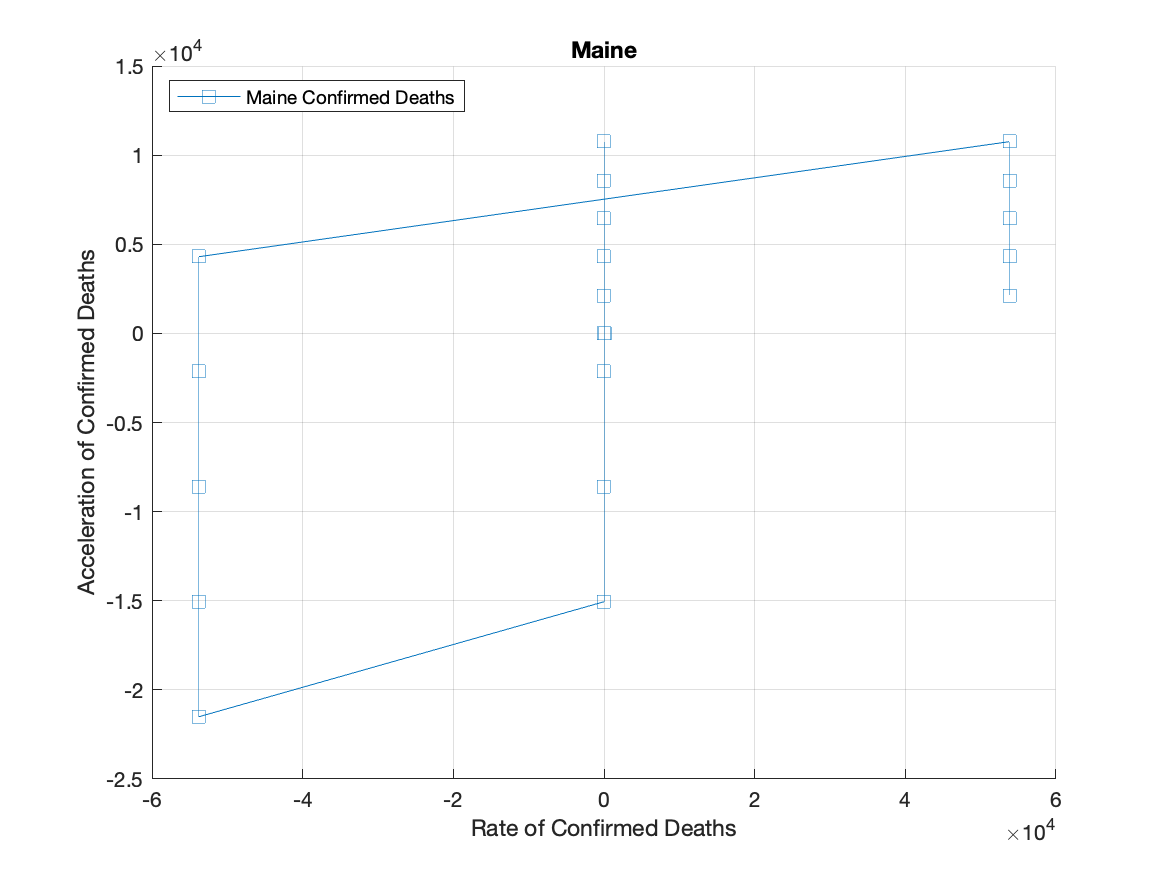 Maine
×10^4
1.5
1
0.5
0
-0.5
-1
-1.5
-2
-2.5
Acceleration of Confirmed Deaths
Maine Confirmed Deaths
-6 -4 -2 0 2 4 6
Rate of Confirmed Deaths
×10^4